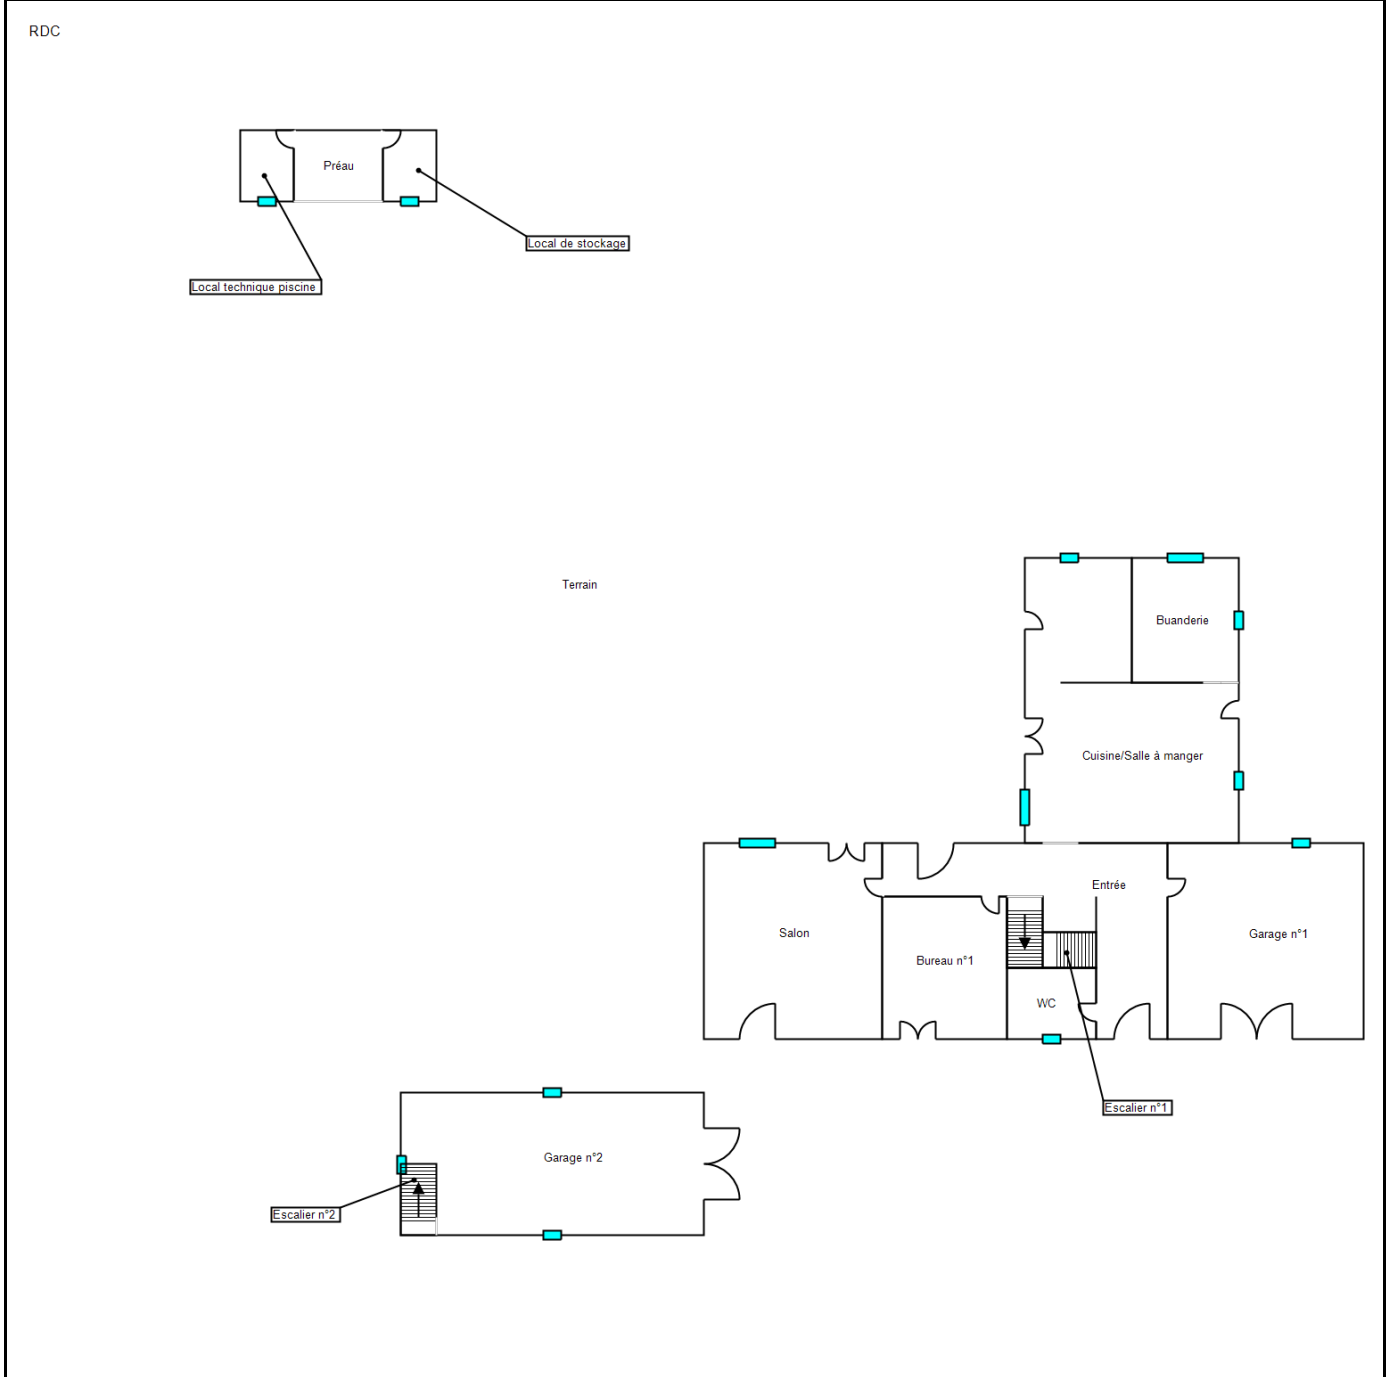 RDC
Préau
Local de stockage
Local technique piscine
Terrain
Buanderie
Cuisine/Salle à manger
Entrée
Salon
Garage n°1
Bureau n°1
WC
Escalier n°1
Garage n°2
Escalier n°2